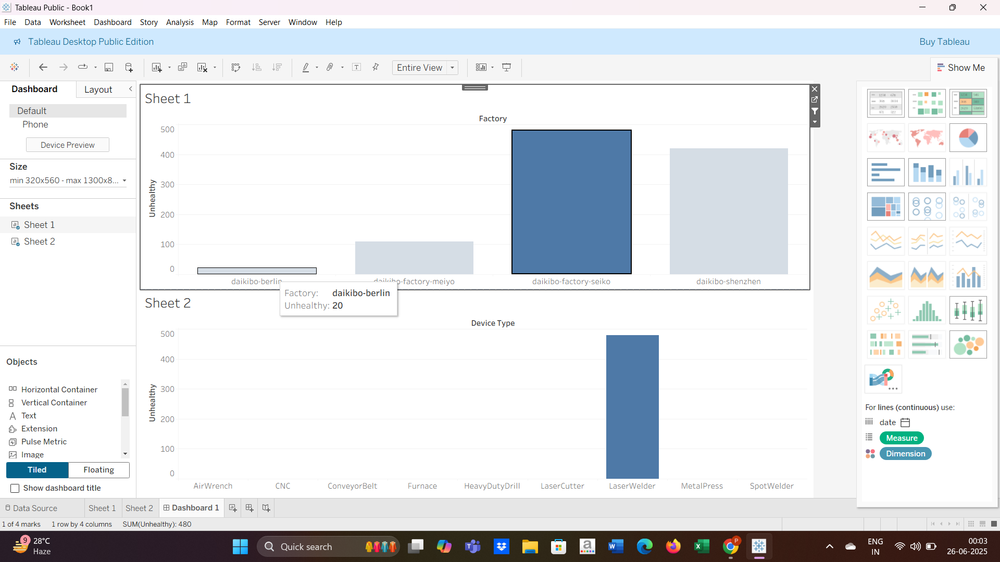 Tableau Public - Book1
File Data Worksheet Dashboard Story Analysis Map Format Server Window Help
Tableau Desktop Public Edition
Buy Tableau
Entire View
Show Me
Dashboard Layout
Default
Phone
Device Preview
Size
min 320x560 - max 1300x8...
Sheets
Sheet 1
Sheet 2
Objects
Horizontal Container
Vertical Container
Text
Extension
Pulse Metric
Image
Tiled Floating
Show dashboard title
Sheet 1
Factory
Unhealthy
500
400
300
200
100
0
daikibo-berlin daikibo-factory-meiyo daikibo-factory-seiko daikibo-shenzhen
Factory: daikibo-berlin
Unhealthy: 20
Sheet 2
Device Type
Unhealthy
500
400
300
200
100
0
AirWrench CNC ConveyorBelt Furnace HeavyDutyDrill LaserCutter LaserWelder MetalPress SpotWelder
For lines (continuous) use:
date
Measure
Dimension
Data Source Sheet 1 Sheet 2 Dashboard 1
1 of 4 marks 1 row by 4 columns SUM(Unhealthy): 480
9
28°C
Haze
Quick search
P
ENG
IN
00:03
26-06-2025